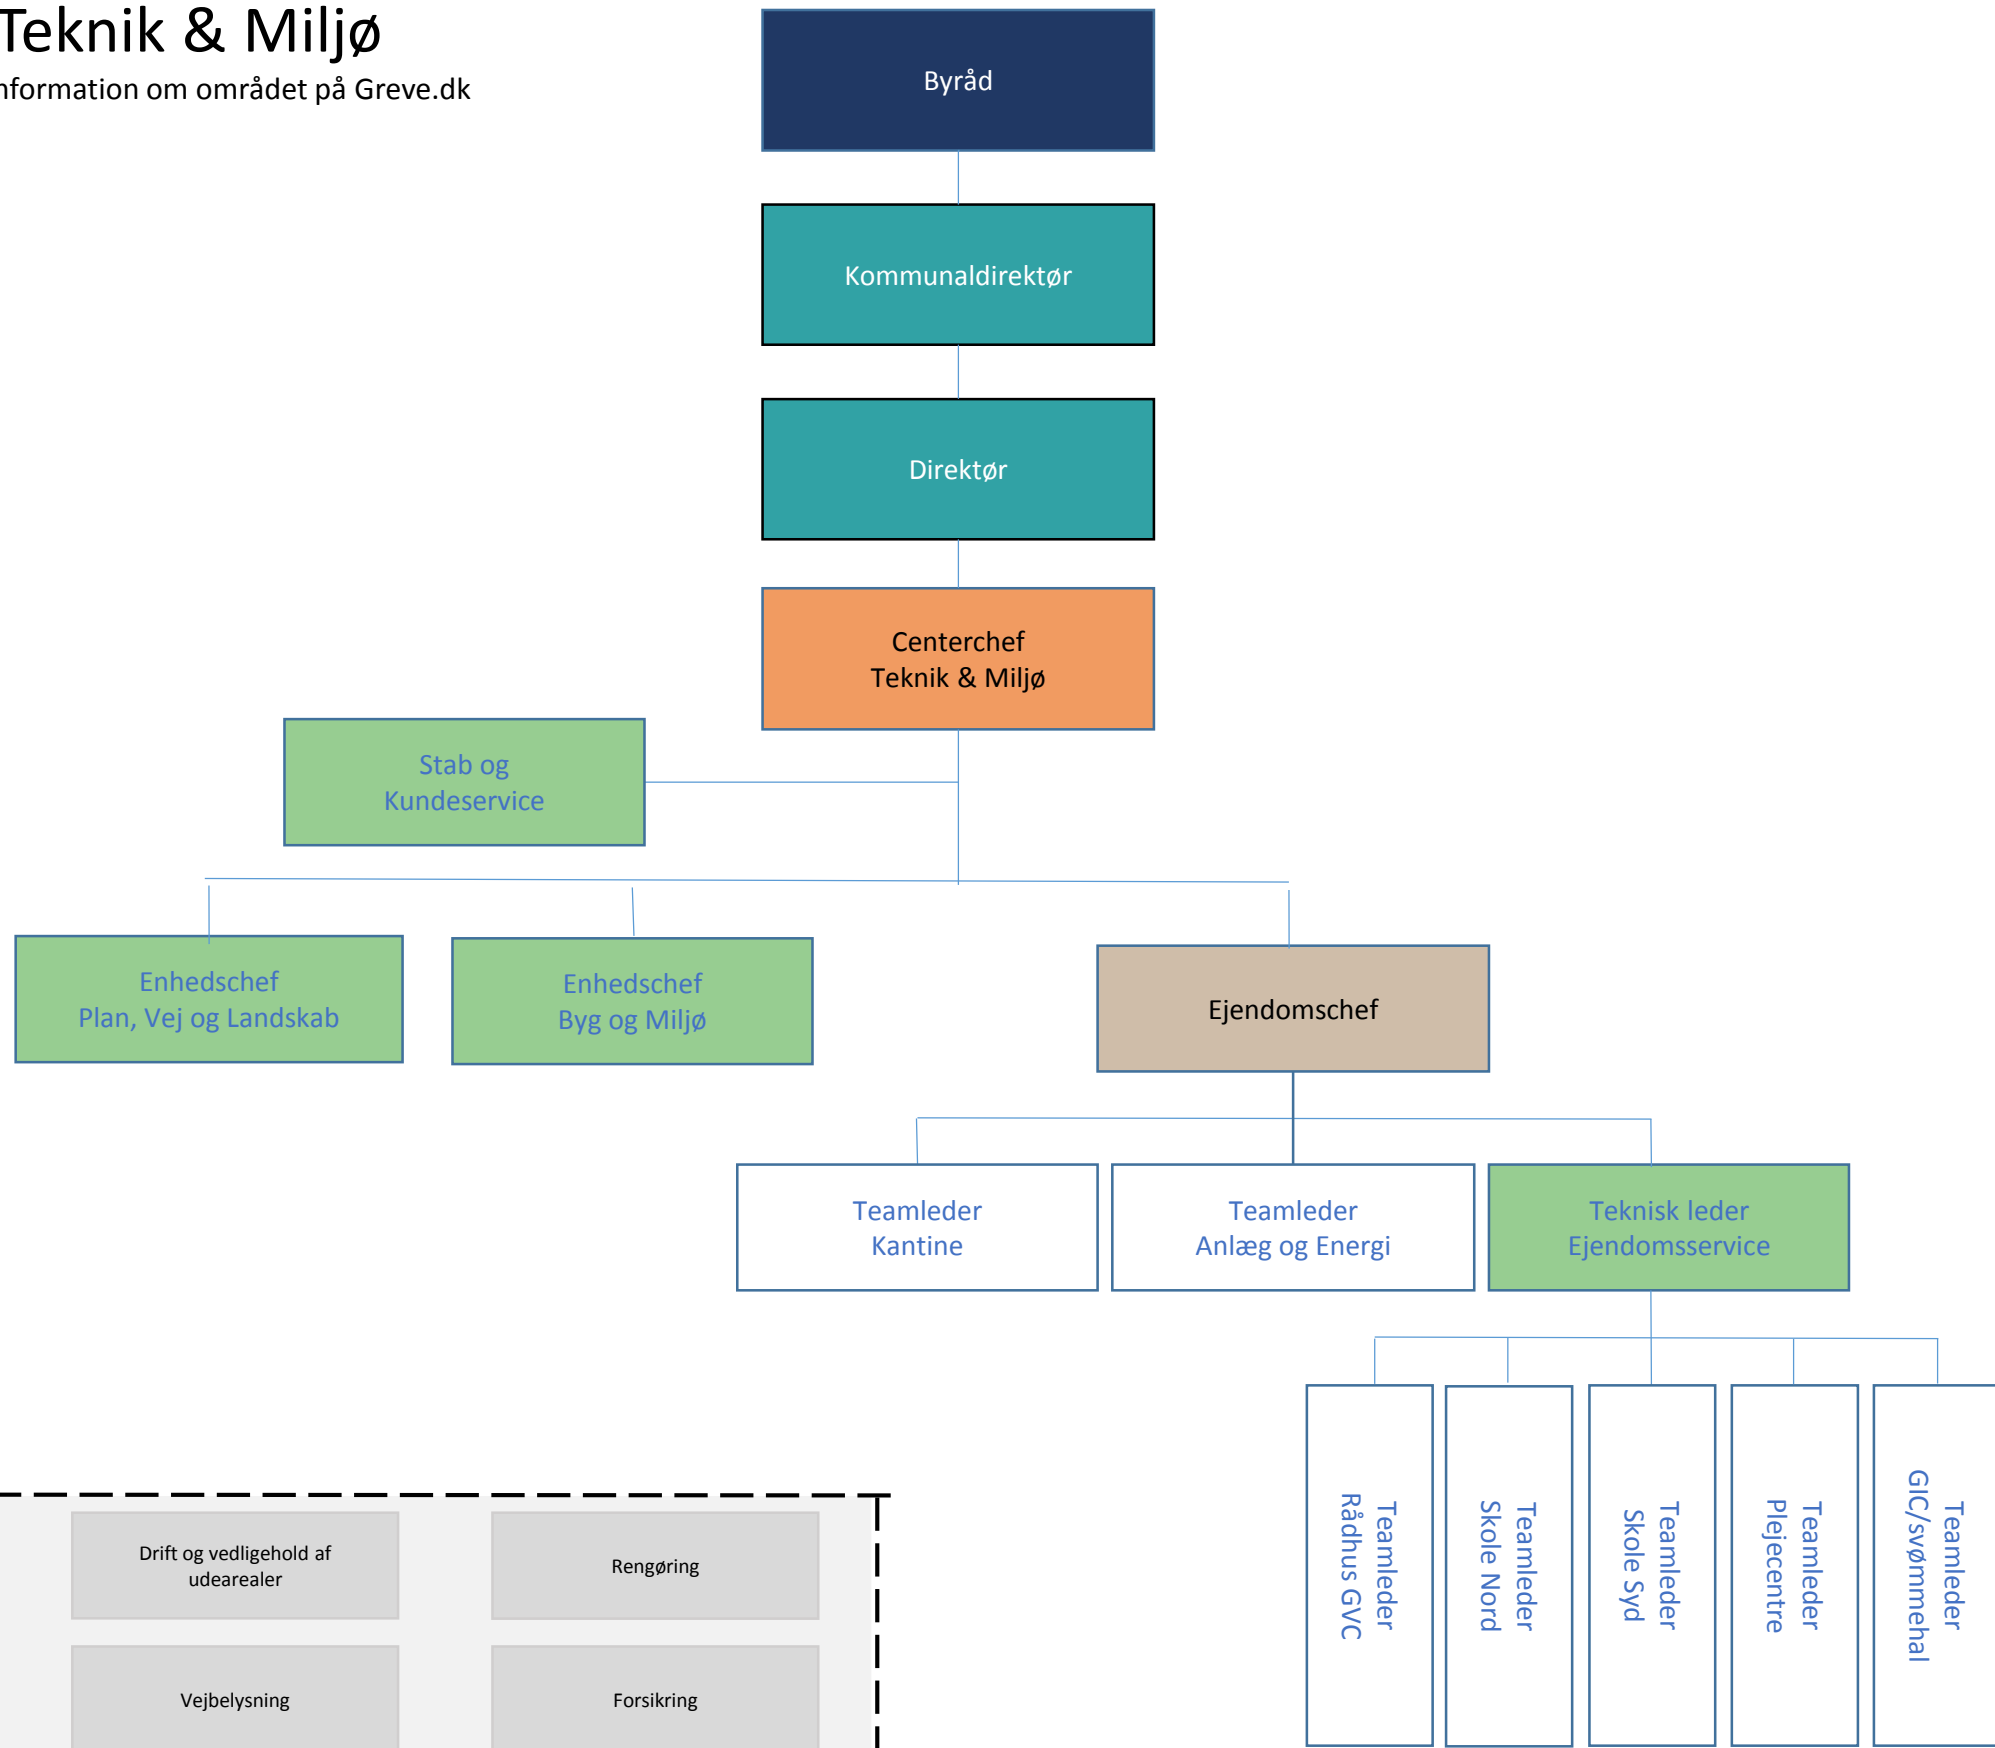 Teknik & Miljø
nformation om området på Greve.dk
Byråd
Kommunaldirektør
Direktør
Centerchef
Teknik & Miljø
Stab og
Kundeservice
Enhedschef
Plan, Vej og Landskab
Enhedschef
Byg og Miljø
Ejendomschef
Teamleder
Kantine
Teamleder
Anlæg og Energi
Teknisk leder
Ejendomsservice
Teamleder
Rådhus GVC
Teamleder
Skole Nord
Teamleder
Skole Syd
Teamleder
Plejecentre
Teamleder
GIC/svømmehal
Drift og vedligehold af
udearealer
Rengøring
Vejbelysning
Forsikring